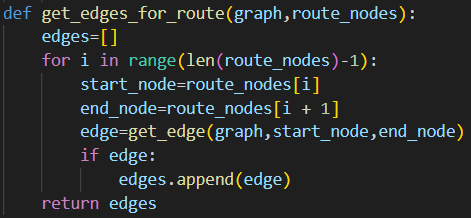 def get_edges_for_route(graph,route_nodes):
    edges=[]
    for i in range(len(route_nodes)-1):
        start_node=route_nodes[i]
        end_node=route_nodes[i + 1]
        edge=get_edge(graph,start_node,end_node)
        if edge:
            edges.append(edge)
    return edges